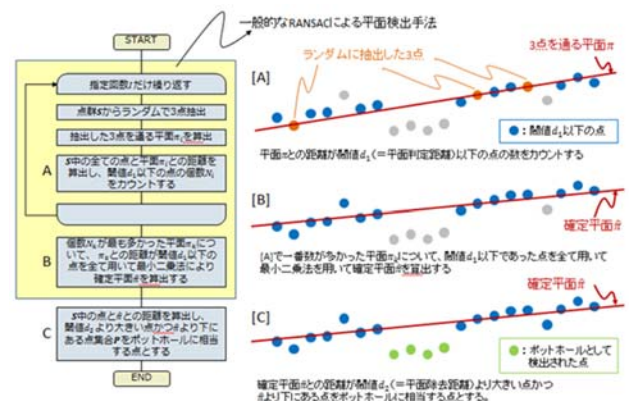 一般的なRANSACによる平面検出手法
START
指定回数Iだけ繰り返す
点群Sからランダムで3点抽出
抽出した3点を通る平面πᵢを算出
A
S中の全ての点と平面πᵢとの距離を
算出し、閾値d₁以下の点の個数Nᵢ
をカウントする
B
個数Nₖが最も多かった平面πₖについ
て、πₖとの距離が閾値d₁以下の
点を全て用いて最小二乗法により
確定平面π̂を算出する
C
S中の点とπ̂との距離を算出し、
閾値d₂より大きい点かつπ̂より下に
ある点集合Pをポットホールに相当
する点とする
END
[A]
ランダムに抽出した3点
3点を通る平面π
：閾値d₁以下の点
平面πとの距離が閾値d₁(＝平面判定距離)以下の点の数をカウントする
[B]
確定平面π̂
[A]で一番数が多かった平面πₖについて、閾値d₁以下であった点を全て用いて
最小二乗法を用いて確定平面π̂を算出する
[C]
確定平面π̂
：ポットホールとして
検出された点
確定平面π̂との距離が閾値d₂(＝平面除去距離)より大きい点かつ
π̂より下にある点をポットホールに相当する点とする。